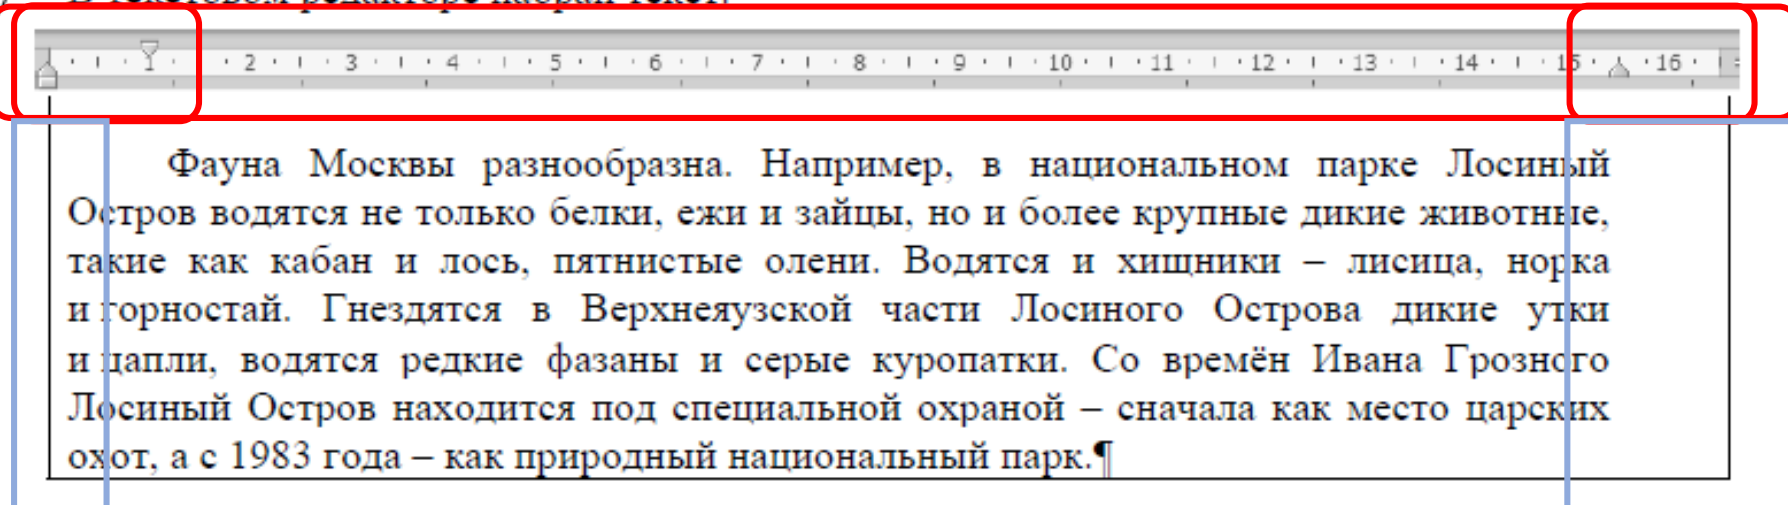 В текстовом редакторе набран текст:
1 2 3 4 5 6 7 8 9 10 11 12 13 14 15 16
Фауна Москвы разнообразна. Например, в национальном парке Лосиный
Остров водятся не только белки, ежи и зайцы, но и более крупные дикие животные,
такие как кабан и лось, пятнистые олени. Водятся и хищники – лисица, норка
и горностай. Гнездятся в Верхнеяузской части Лосиного Острова дикие утки
и цапли, водятся редкие фазаны и серые куропатки. Со времён Ивана Грозного
Лосиный Остров находится под специальной охраной – сначала как место царских
охот, а с 1983 года – как природный национальный парк.¶